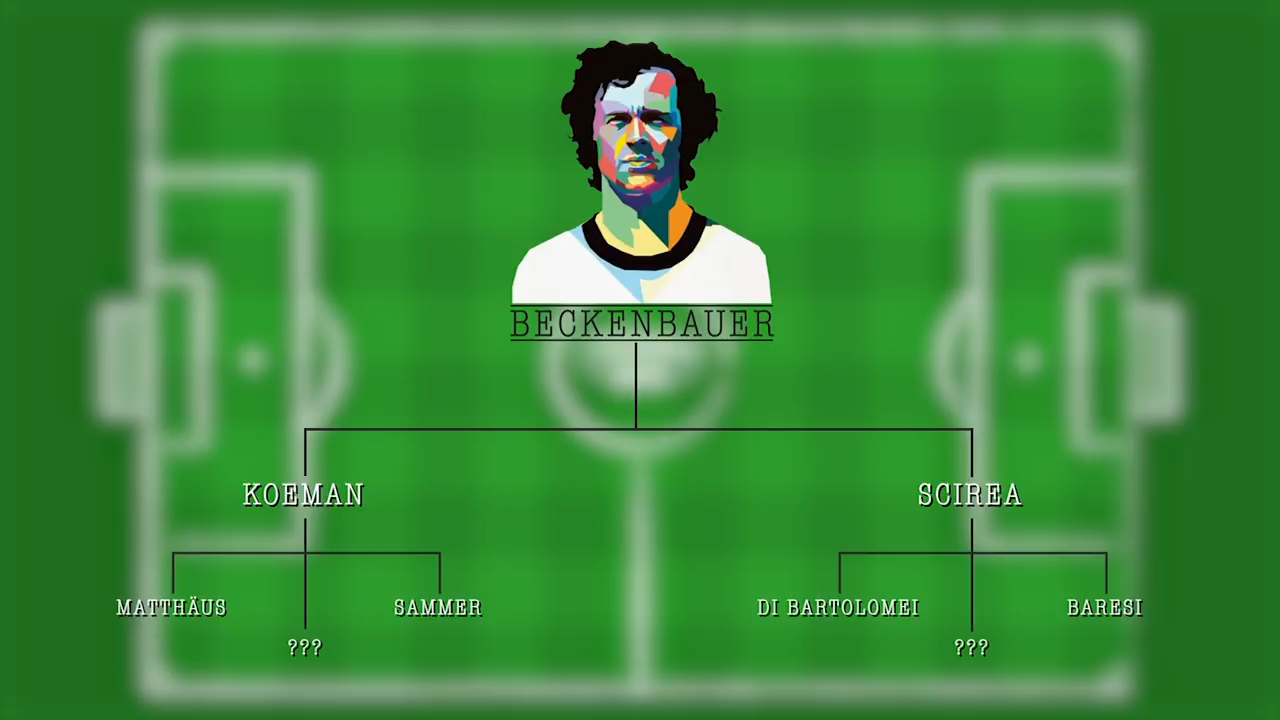 BECKENBAUER
KOEMAN
SCIREA
MATTHÄUS
SAMMER
DI BARTOLOMEI
BARESI
???
???